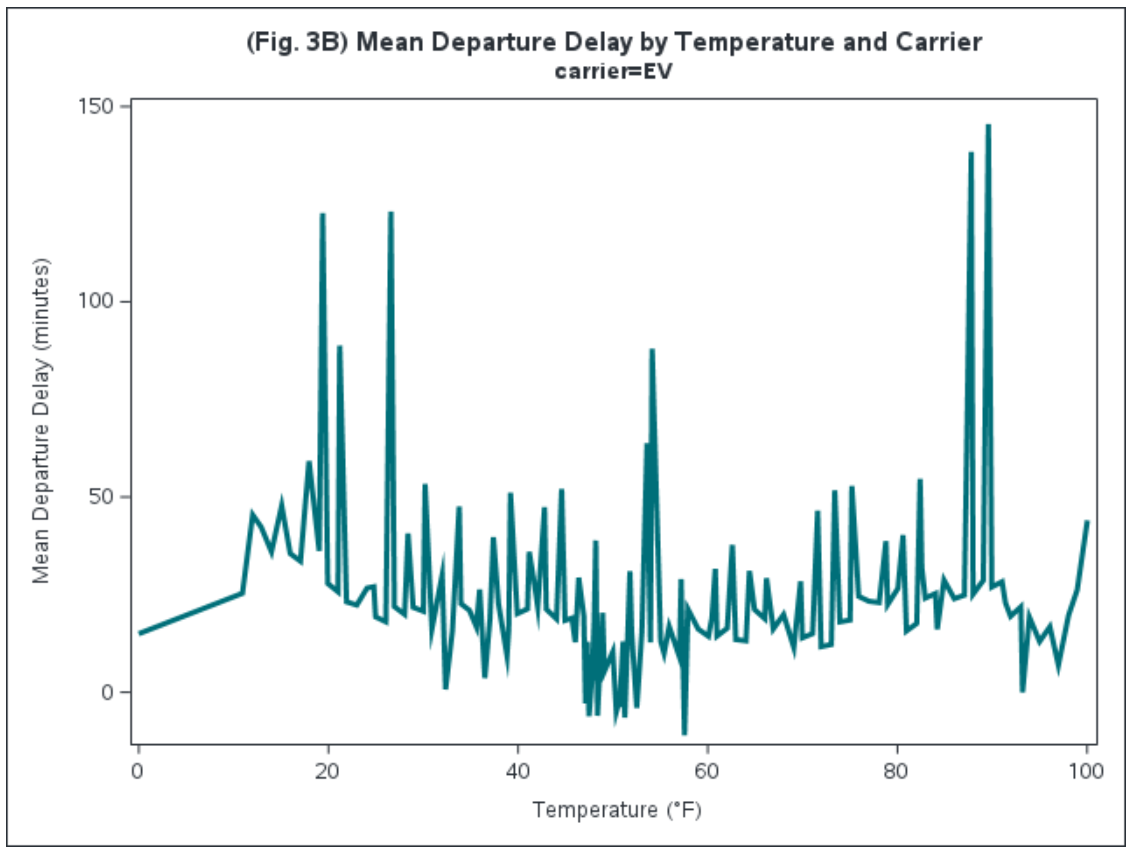 (Fig. 3B) Mean Departure Delay by Temperature and Carrier
carrier=EV
150
100
50
0
Mean Departure Delay (minutes)
0 20 40 60 80 100
Temperature (°F)